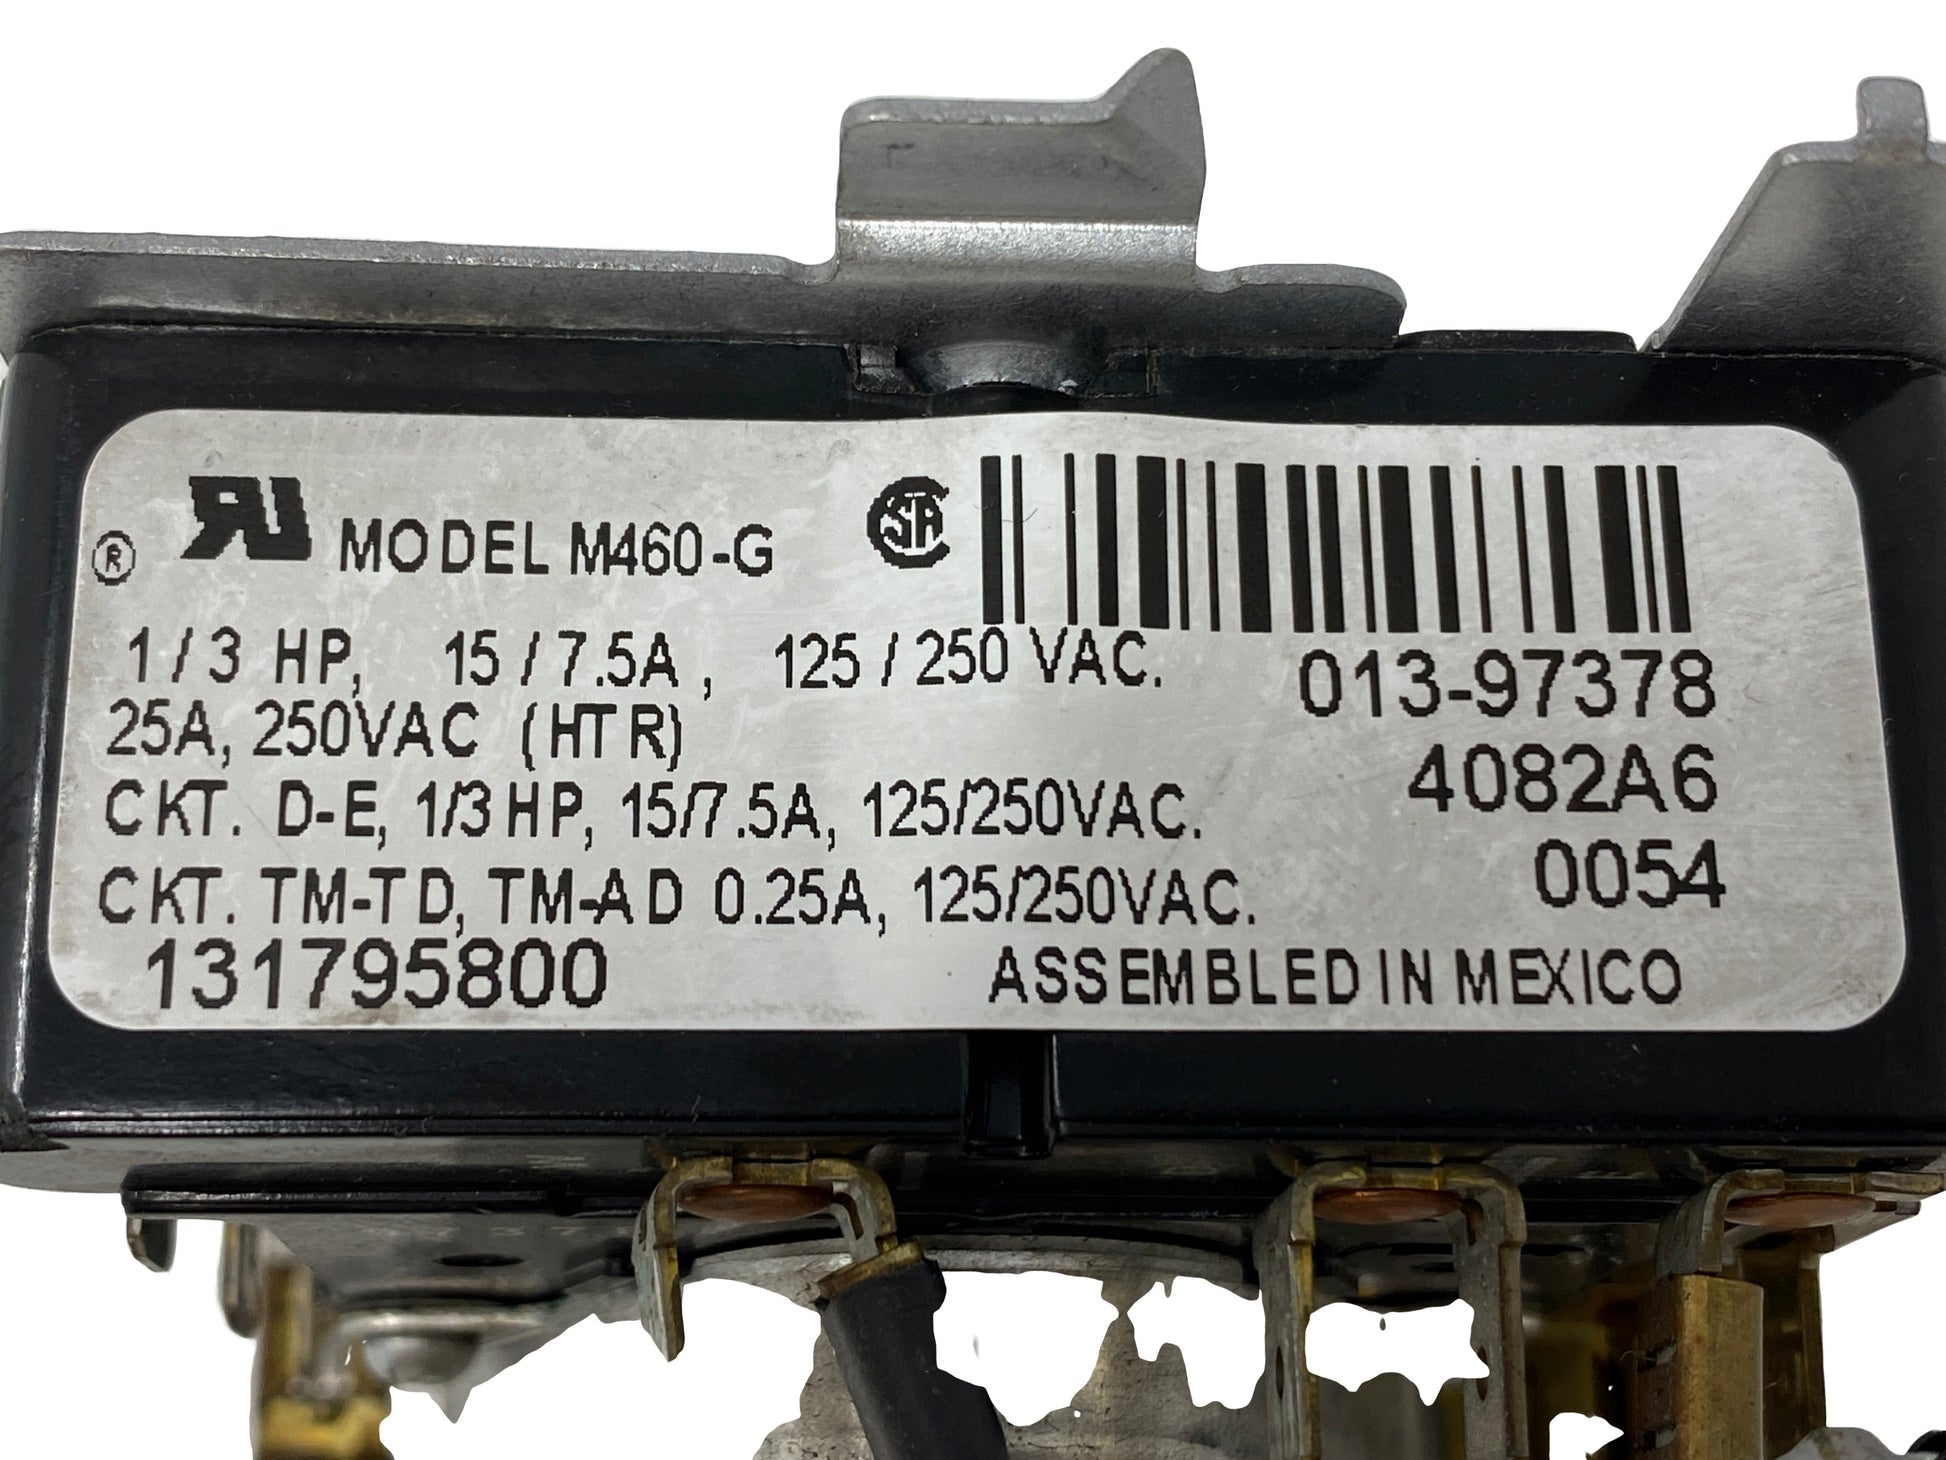 ® RU MODEL M460-G CSA
1/3 HP, 15/7.5A, 125/250 VAC.
25A, 250VAC (HTR)
CKT. D-E, 1/3 HP, 15/7.5A, 125/250VAC.
CKT. TM-TD, TM-AD 0.25A, 125/250VAC.
131795800
013-97378
4082A6
0054
ASSEMBLED IN MEXICO